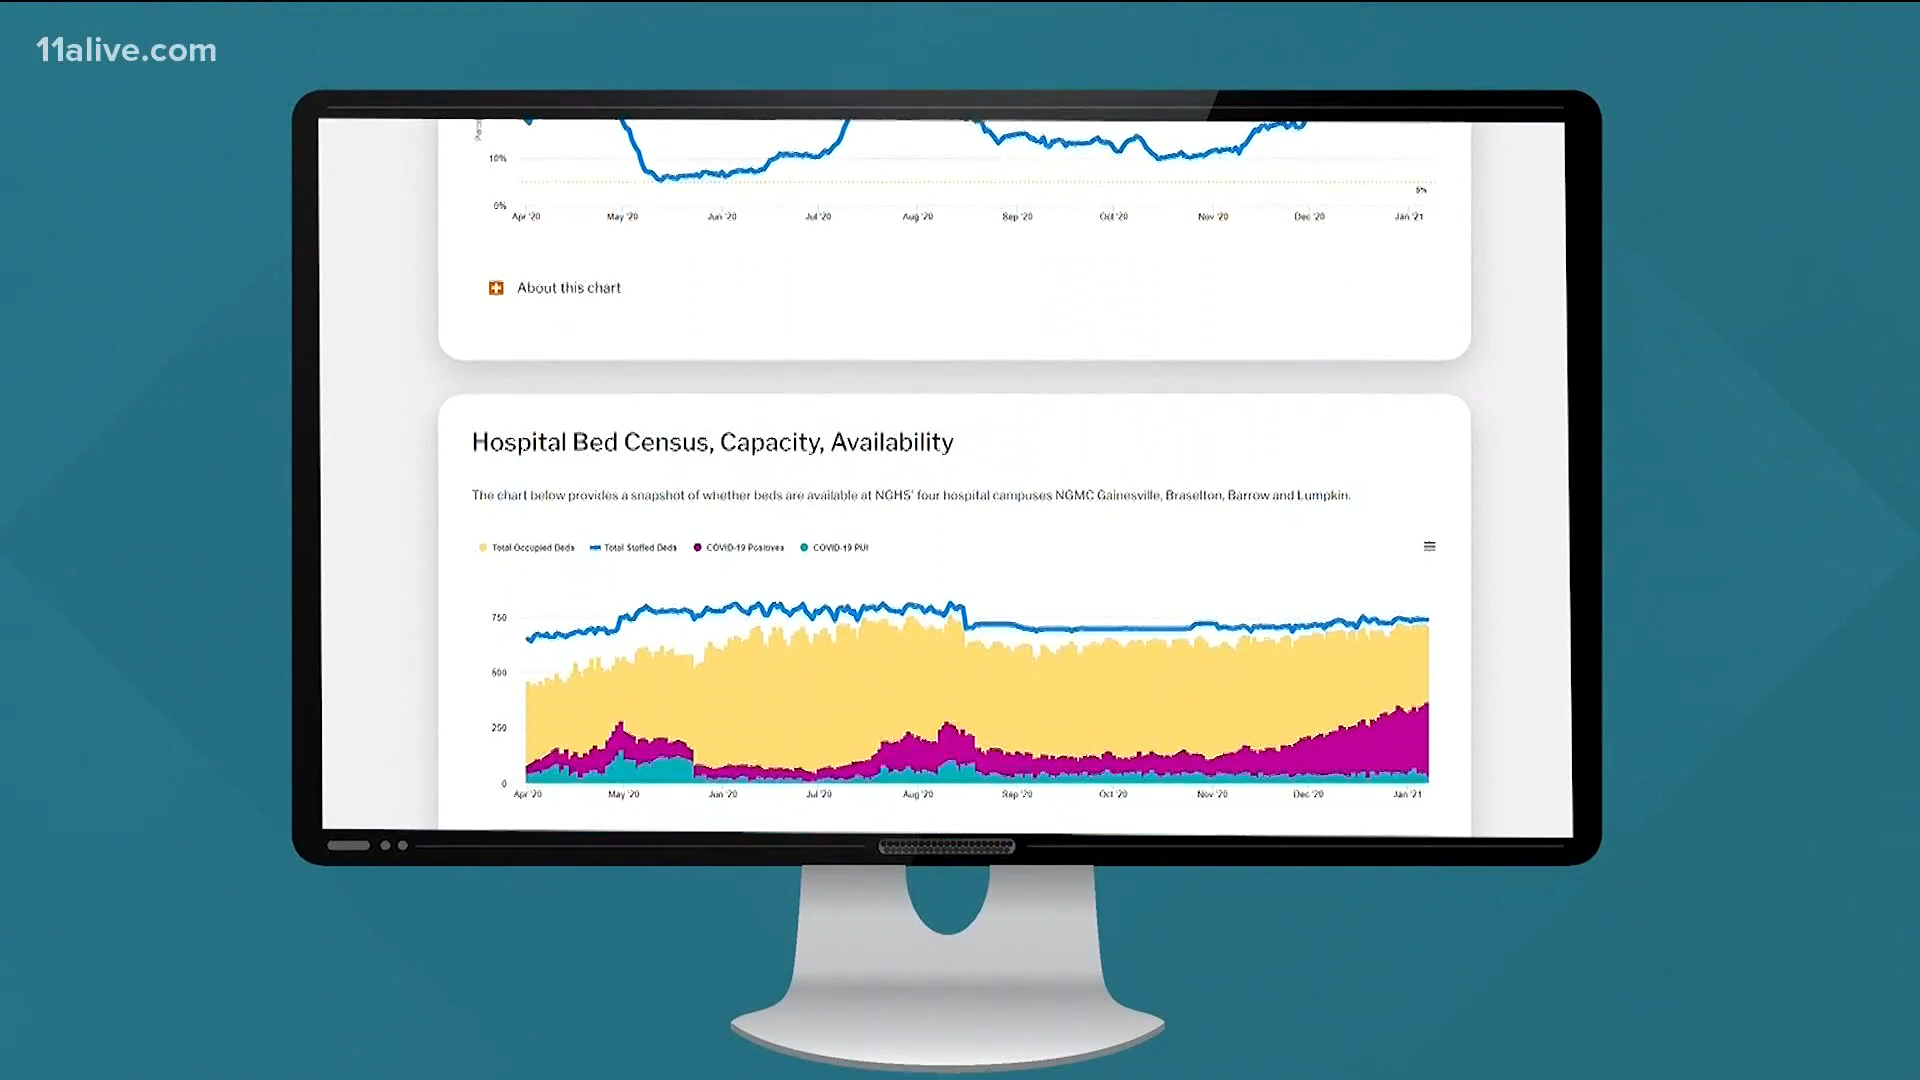 11alive.com
10%
5%
0%
Apr '20 May '20 Jun '20 Jul '20 Aug '20 Sep '20 Oct '20 Nov '20 Dec '20 Jan '21
About this chart
Hospital Bed Census, Capacity, Availability
The chart below provides a snapshot of whether beds are available at NGHS' four hospital campuses NGMC Gainesville, Braselton, Barrow and Lumpkin.
Total Occupied Beds Total Staffed Beds COVID-19 Positives COVID-19 PUI
750
500
250
0
Apr '20 May '20 Jun '20 Jul '20 Aug '20 Sep '20 Oct '20 Nov '20 Dec '20 Jan '21